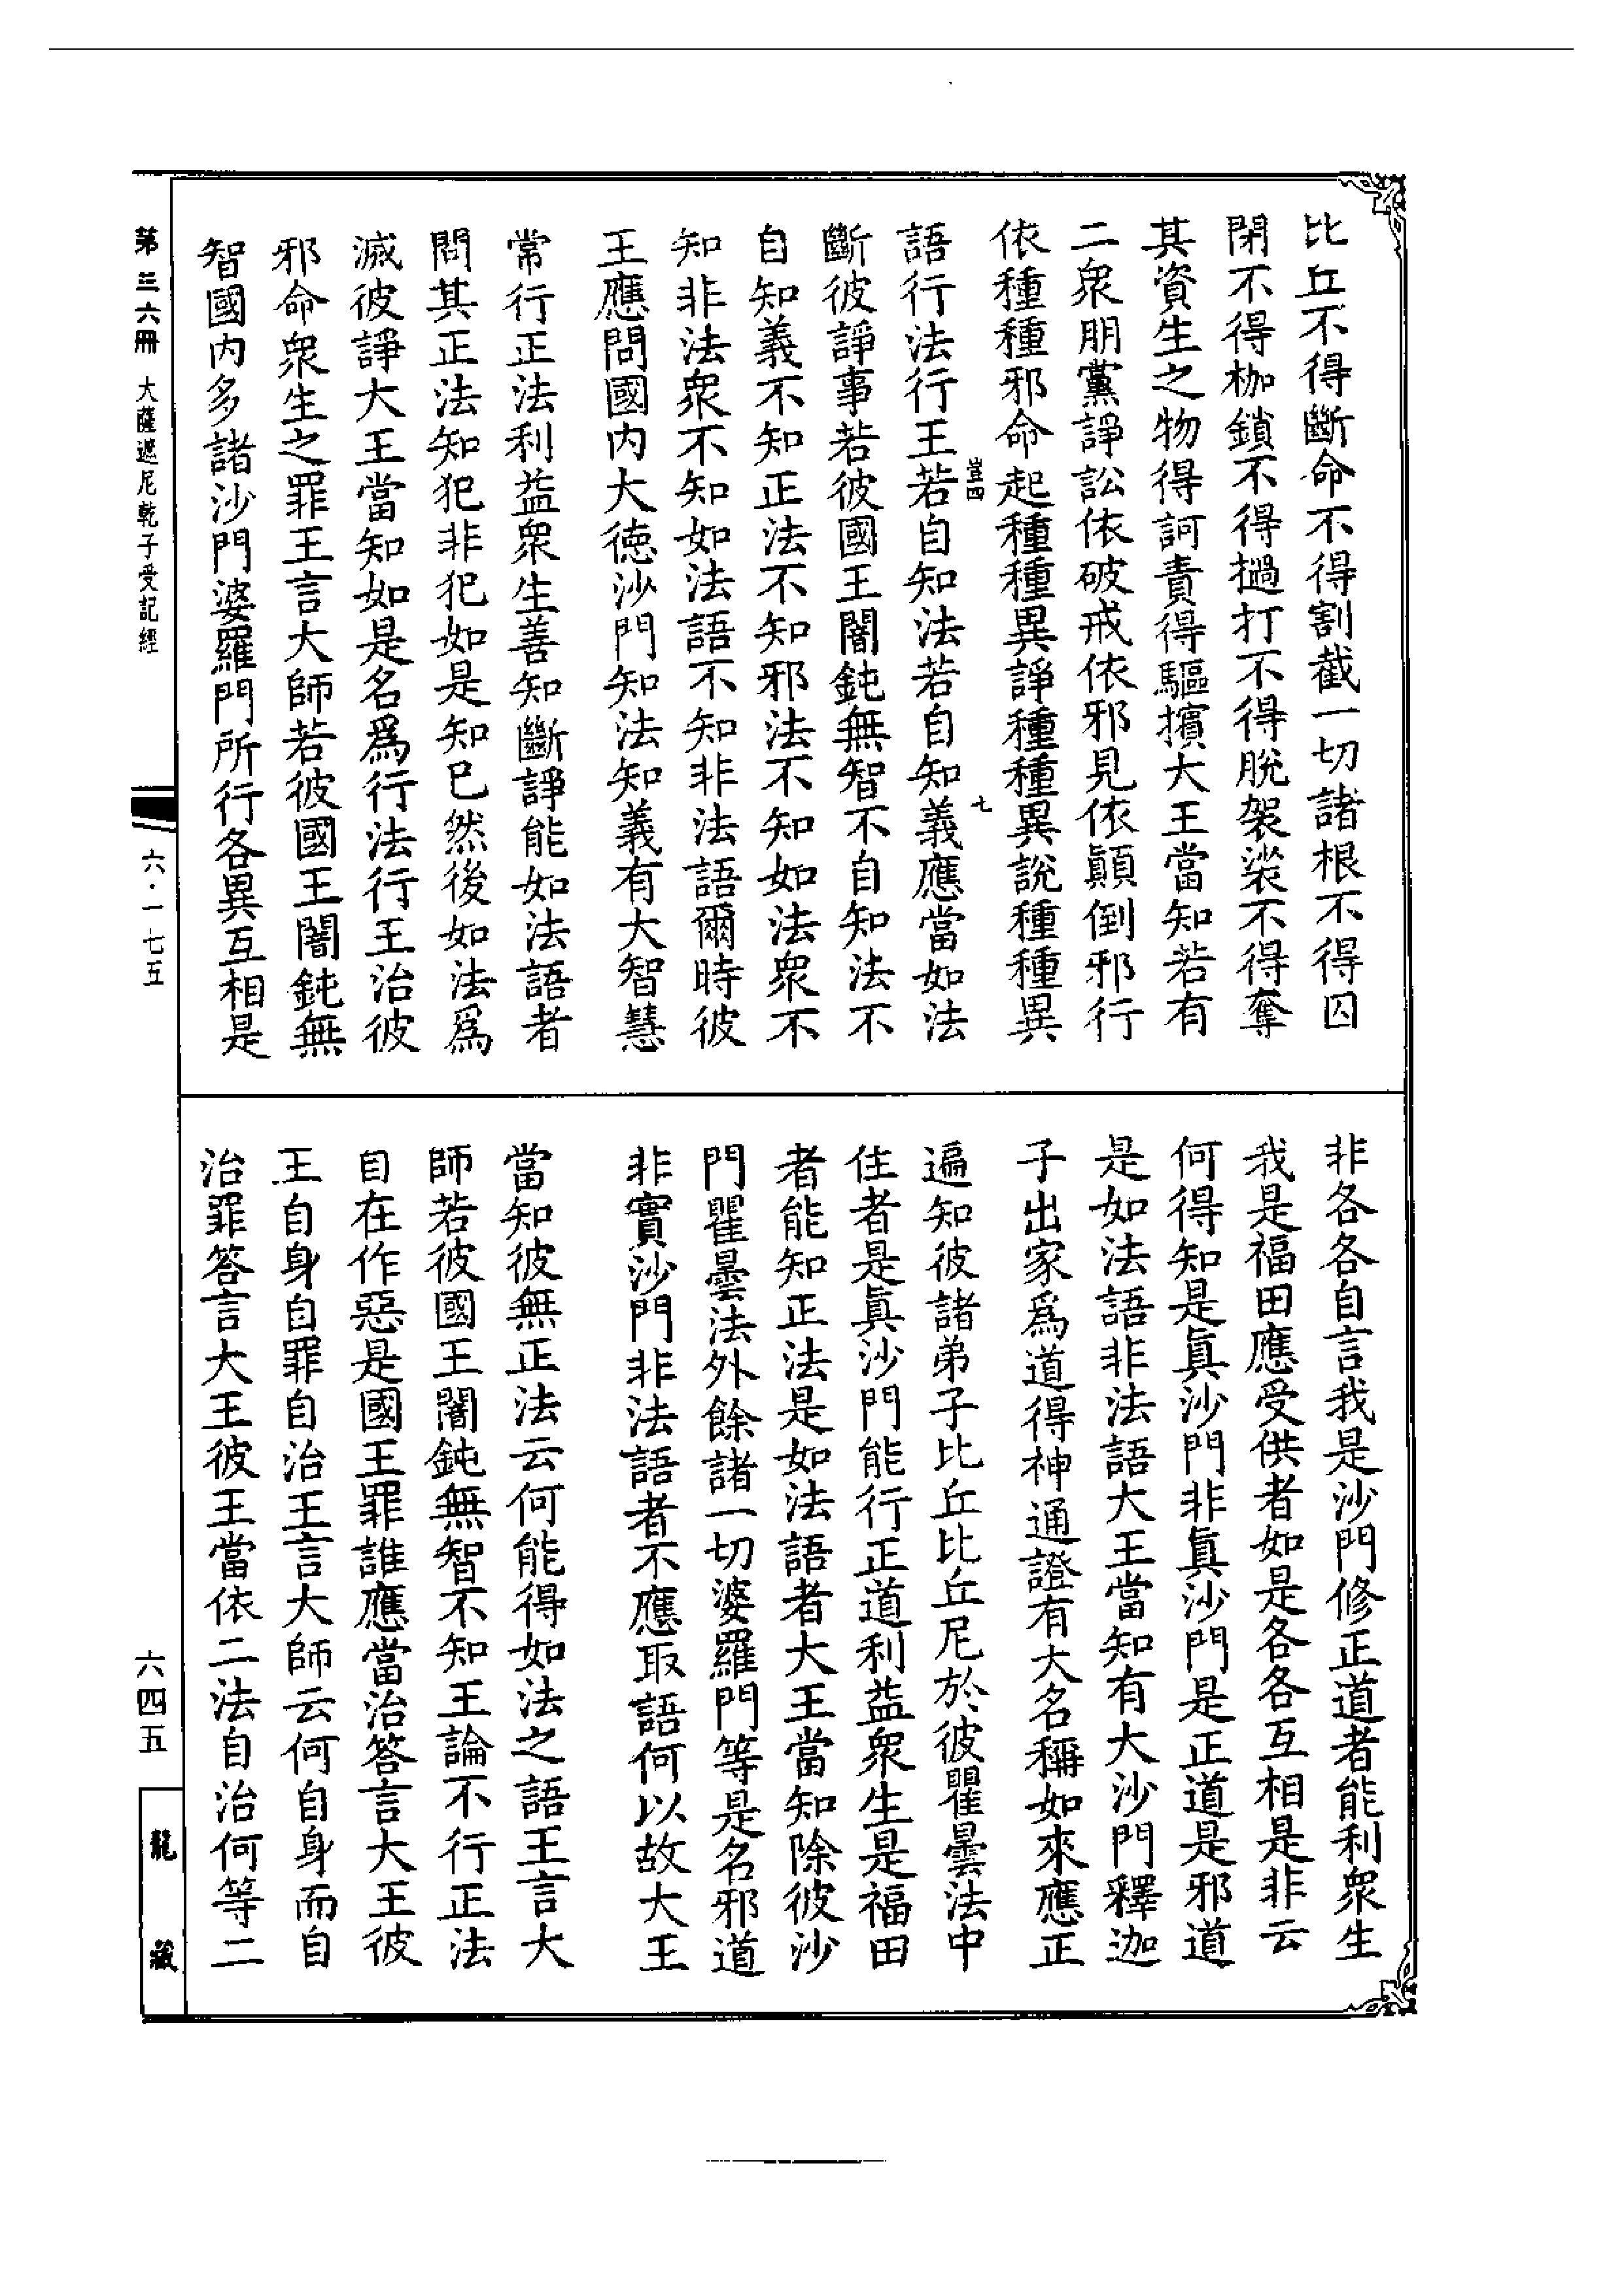 比丘不得斷命不得割截一切諸根不得囚
閉不得枷鎖不得撾打不得脫袈裟不得奪
其資生之物得訶責得驅擯大王當知若有
二衆朋黨諍訟依破戒依邪見依顛倒邪行
依種種邪命起種種異諍種種異說種種異
豈四
七
語行法行王若自知法若自知義應當如法
斷彼諍事若彼國王闇鈍無智不自知法不
自知義不知正法不知邪法不知如法衆不
知非法衆不知如法語不知非法語爾時彼
王應問國內大德沙門知法知義有大智慧
常行正法利益衆生善知斷諍能如法語者
問其正法知犯非犯如是知已然後如法爲
滅彼諍大王當知如是名爲行法行王治彼
邪命衆生之罪王言大師若彼國王闇鈍無
智國內多諸沙門婆羅門所行各異互相是
非各各自言我是沙門修正道者能利衆生
我是福田應受供者如是各各互相是非云
何得知是眞沙門非眞沙門是正道是邪道
是如法語非法語大王當知有大沙門釋迦
子出家爲道得神通證有大名稱如來應正
遍知彼諸弟子比丘比丘尼於彼瞿曇法中
住者是眞沙門能行正道利益衆生是福田
者能知正法是如法語者大王當知除彼沙
門瞿曇法外餘諸一切婆羅門等是名邪道
非實沙門非法語者不應取語何以故大王
當知彼無正法云何能得如法之語王言大
師若彼國王闇鈍無智不知王論不行正法
自在作惡是國王罪誰應當治答言大王彼
王自身自罪自治王言大師云何自身而自
治罪答言大王彼王當依二法自治何等二
第三六冊 大薩遮尼乾子受記經
六·一七五
六四五
龍藏